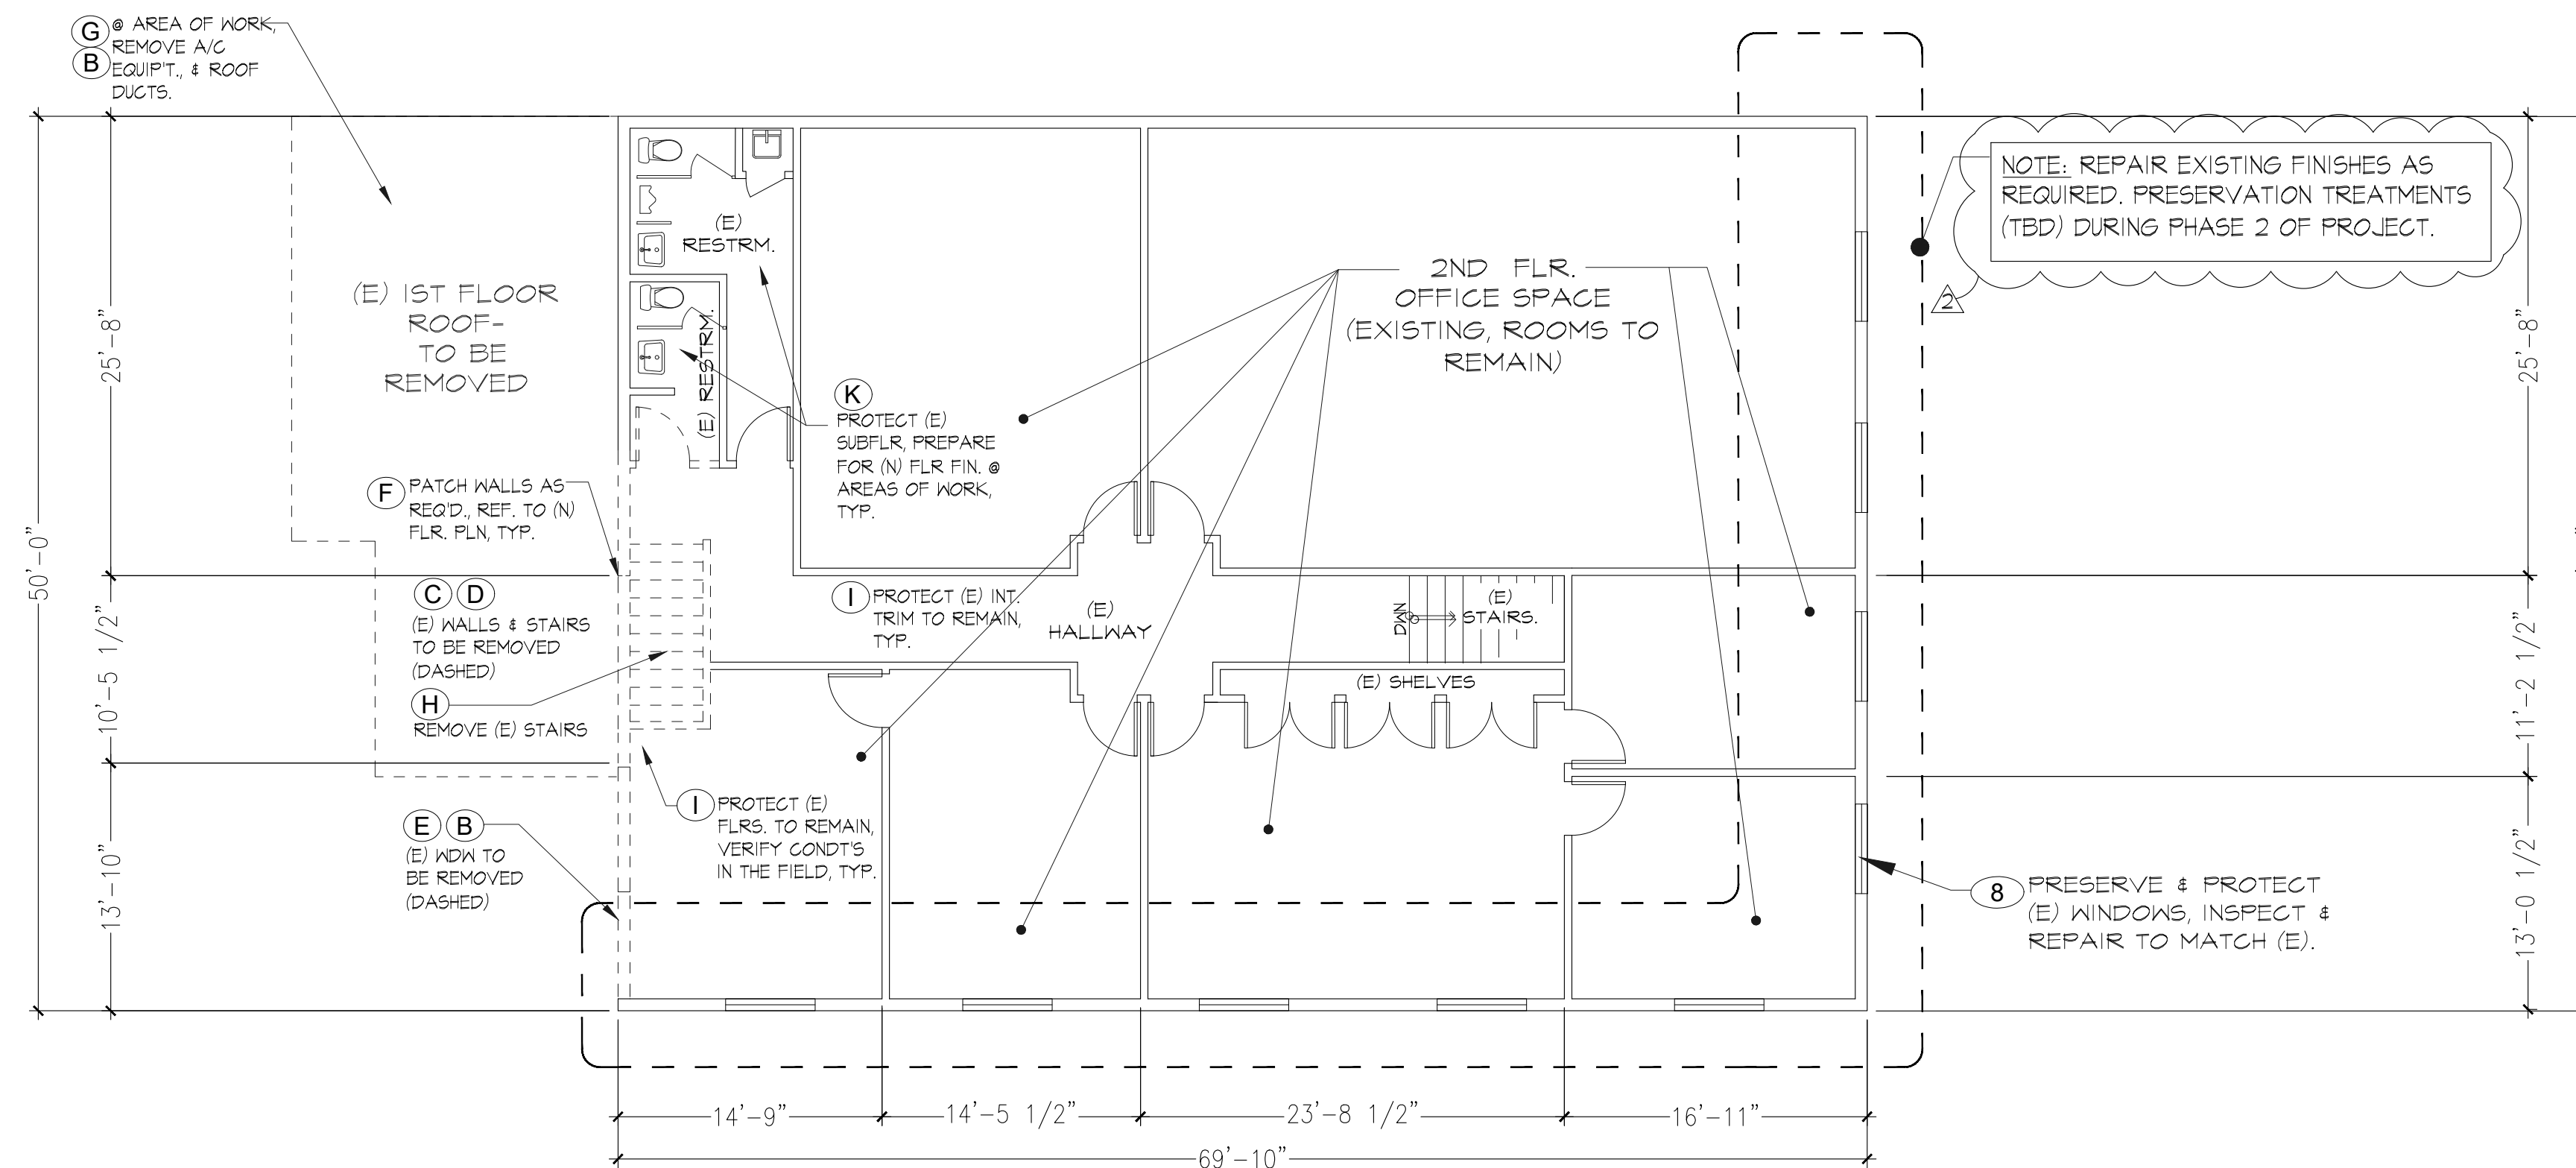 G
@ AREA OF WORK,
REMOVE A/C
B
EQUIP'T., & ROOF
DUCTS.
50'-0"
25'-8"
10'-5 1/2"
13'-10"
(E) 1ST FLOOR
ROOF-
TO BE
REMOVED
F
PATCH WALLS AS
REQ'D., REF. TO (N)
FLR. PLN, TYP.
C D
(E) WALLS & STAIRS
TO BE REMOVED
(DASHED)
H
REMOVE (E) STAIRS
E B
(E) WDW TO
BE REMOVED
(DASHED)
(E)
RESTRM.
(E) RESTRM.
K
PROTECT (E)
SUBFLR, PREPARE
FOR (N) FLR FIN. @
AREAS OF WORK,
TYP.
I
PROTECT (E) INT.
TRIM TO REMAIN,
TYP.
(E)
HALLWAY
I
PROTECT (E)
FLRS. TO REMAIN,
VERIFY CONDT'S
IN THE FIELD, TYP.
2ND FLR.
OFFICE SPACE
(EXISTING, ROOMS TO
REMAIN)
DWN
(E)
STAIRS.
(E) SHELVES
NOTE: REPAIR EXISTING FINISHES AS
REQUIRED. PRESERVATION TREATMENTS
(TBD) DURING PHASE 2 OF PROJECT.
2
8
PRESERVE & PROTECT
(E) WINDOWS, INSPECT &
REPAIR TO MATCH (E).
25'-8"
11'-2 1/2"
13'-0 1/2"
14'-9"
14'-5 1/2"
23'-8 1/2"
16'-11"
69'-10"